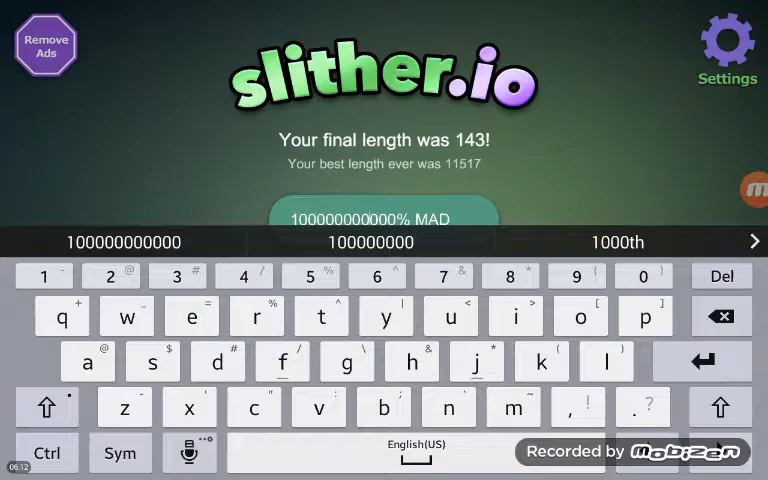 Remove
Ads
slither.io
Settings
Your final length was 143!
Your best length ever was 11517
100000000000% MAD
100000000000 100000000 1000th
1 - 2 @ 3 # 4 / 5 % 6 ^ 7 & 8 * 9 ( 0 ) Del
q + w _ e = r % t ^ y | u < i > o [ p ]
a @ s $ d # f / g \ h & j * k ( l )
z - x ' c " v : b ; n ` m ~ , ! . ?
Ctrl Sym English(US)
Recorded by mobizen
06:12